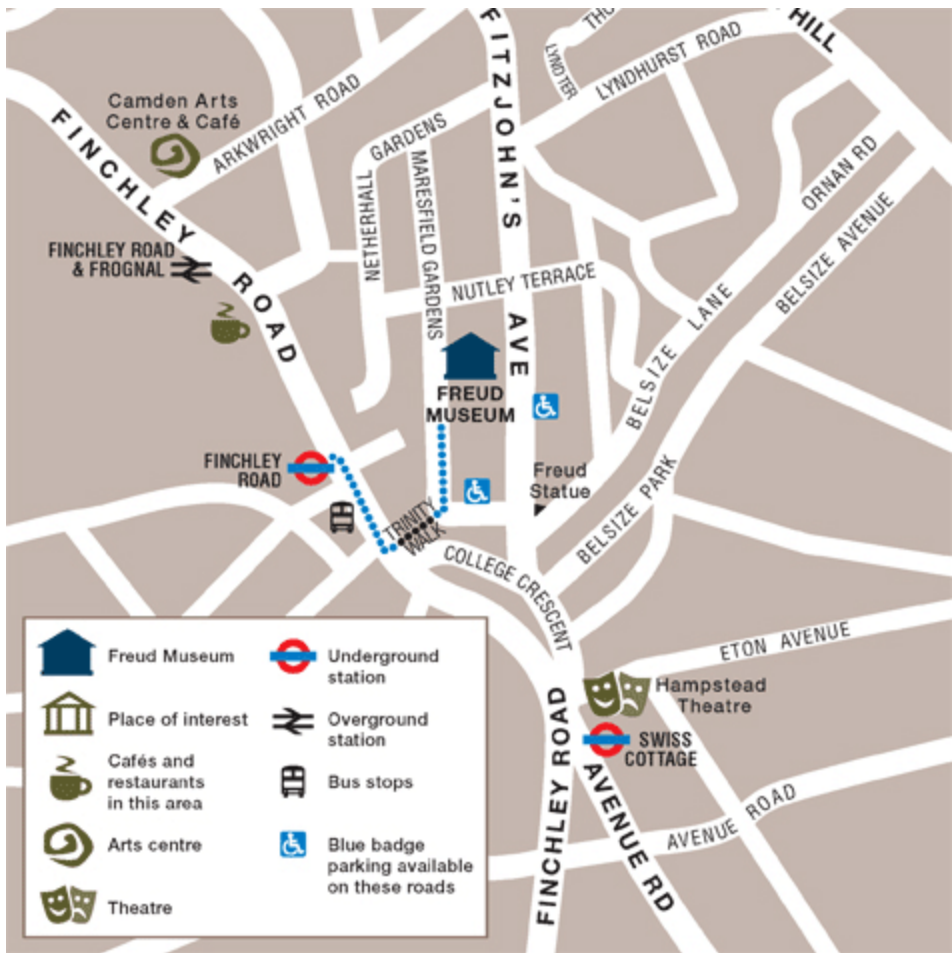 FITZJOHN'S AVE
HILL
THO
LYND TER
LYNDHURST ROAD
Camden Arts
Centre & Café
ARKWRIGHT ROAD
FINCHLEY ROAD
NETHERHALL GARDENS
MARESFIELD GARDENS
ORNAN RD
BELSIZE AVENUE
FINCHLEY ROAD
& FROGNAL
NUTLEY TERRACE
BELSIZE LANE
FREUD
MUSEUM
FINCHLEY
ROAD
Freud
Statue
BELSIZE PARK
TRINITY
WALK
COLLEGE CRESCENT
ETON AVENUE
Hampstead
Theatre
SWISS
COTTAGE
FINCHLEY ROAD
AVENUE RD
AVENUE ROAD
Freud Museum
Place of interest
Cafés and
restaurants
in this area
Arts centre
Theatre
Underground
station
Overground
station
Bus stops
Blue badge
parking available
on these roads